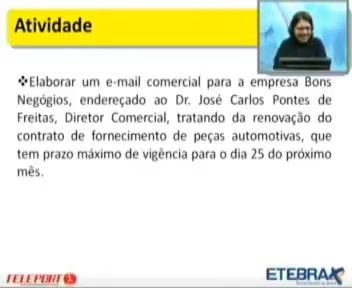 Atividade
❖Elaborar um e-mail comercial para a empresa Bons
Negógios, endereçado ao Dr. José Carlos Pontes de
Freitas, Diretor Comercial, tratando da renovação do
contrato de fornecimento de peças automotivas, que
tem prazo máximo de vigência para o dia 25 do próximo
mês.
TELEPORT
ETEBRAX